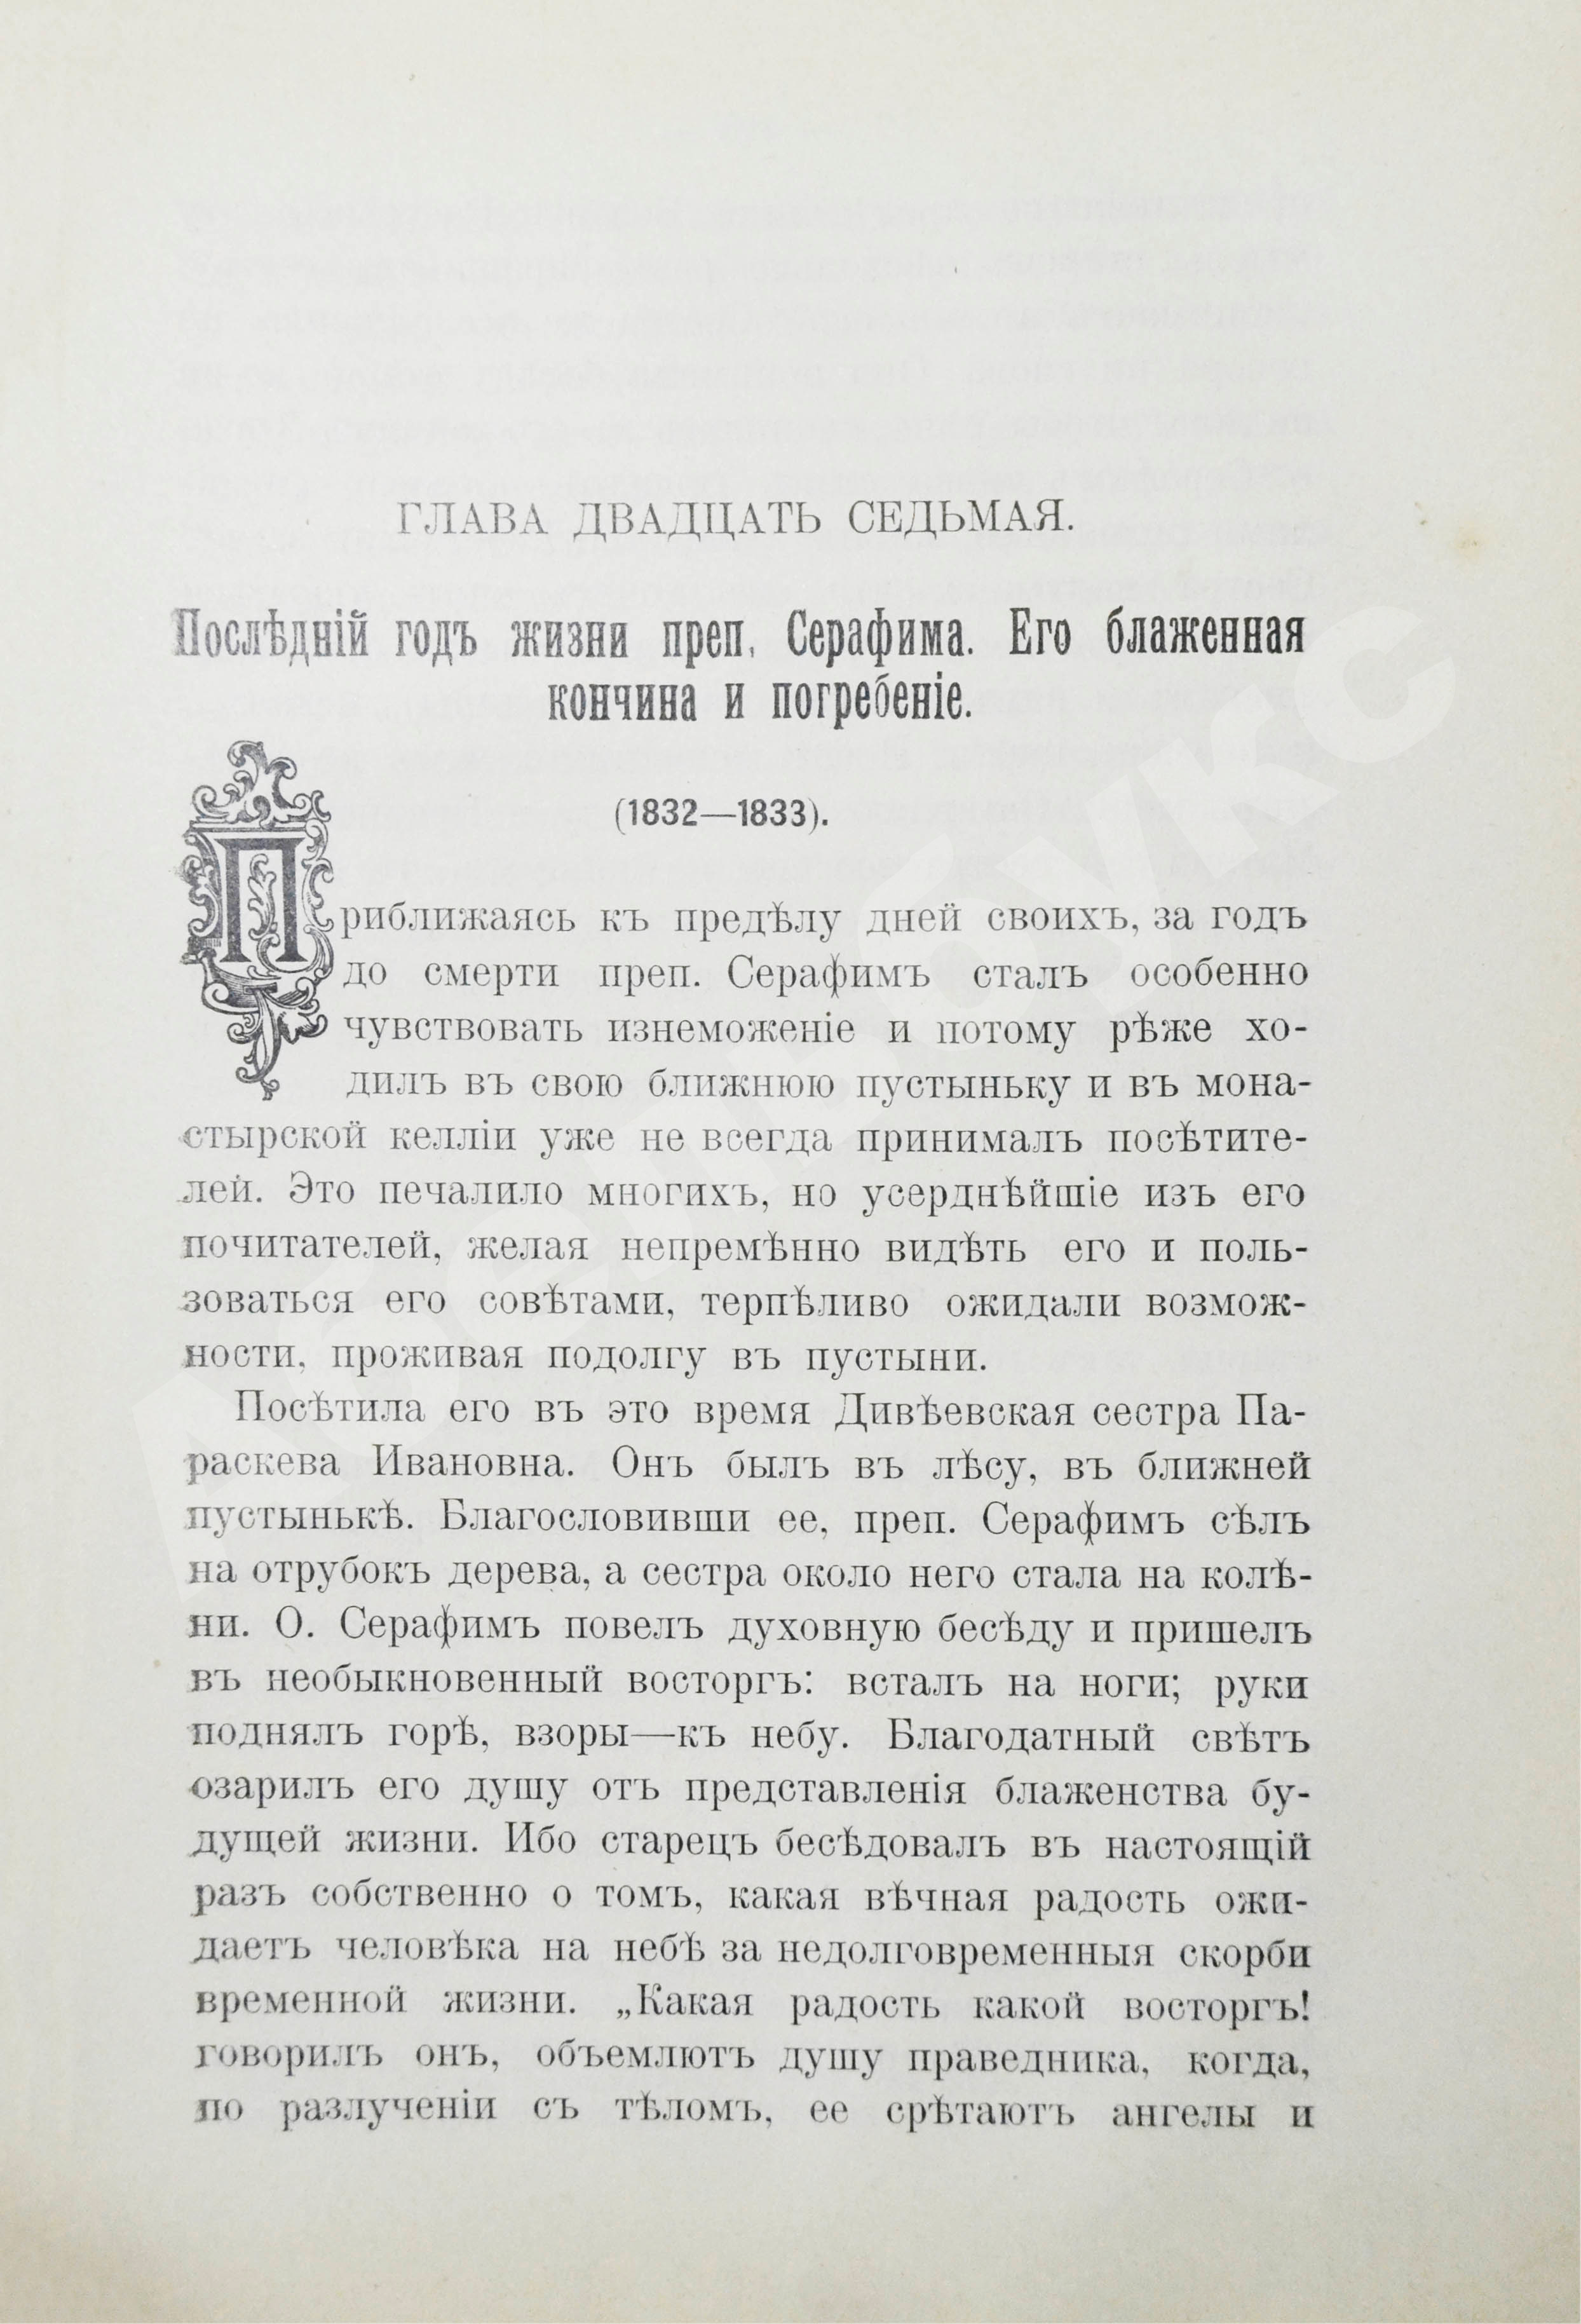 ГЛАВА ДВАДЦАТЬ СЕДЬМАЯ.
Послѣдній годъ жизни преп. Серафима. Его блаженная
кончина и погребеніе.
(1832—1833).
Приближаясь къ предѣлу дней своихъ, за годъ
до смерти преп. Серафимъ сталъ особенно
чувствовать изнеможеніе и потому рѣже хо-
дилъ въ свою ближнюю пустыньку и въ мона-
стырской келліи уже не всегда принималъ посѣтите-
лей. Это печалило многихъ, но усерднѣйшіе изъ его
почитателей, желая непремѣнно видѣть его и поль-
зоваться его совѣтами, терпѣливо ожидали возмож-
ности, проживая подолгу въ пустыни.
Посѣтила его въ это время Дивѣевская сестра Па-
раскева Ивановна. Онъ былъ въ лѣсу, въ ближней
пустынькѣ. Благословивши ее, преп. Серафимъ сѣлъ
на отрубокъ дерева, а сестра около него стала на колѣ-
ни. О. Серафимъ повелъ духовную бесѣду и пришелъ
въ необыкновенный восторгъ: всталъ на ноги; руки
поднялъ горѣ, взоры—къ небу. Благодатный свѣтъ
озарилъ его душу отъ представленія блаженства бу-
дущей жизни. Ибо старецъ бесѣдовалъ въ настоящій
разъ собственно о томъ, какая вѣчная радость ожи-
даетъ человѣка на небѣ за недолговременныя скорби
временной жизни. „Какая радость какой восторгъ!
говорилъ онъ, объемлютъ душу праведника, когда,
по разлученіи съ тѣломъ, ее срѣтаютъ ангелы и